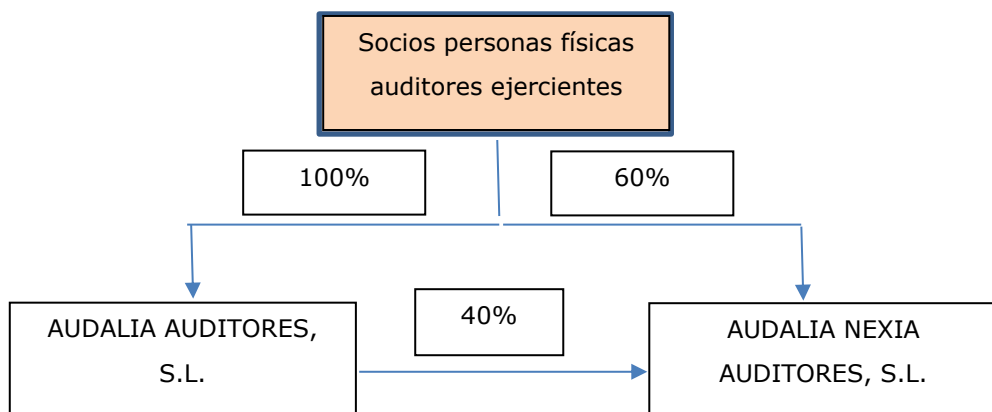 Socios personas físicas
auditores ejercientes
100%
60%
AUDALIA AUDITORES,
S.L.
40%
AUDALIA NEXIA
AUDITORES, S.L.